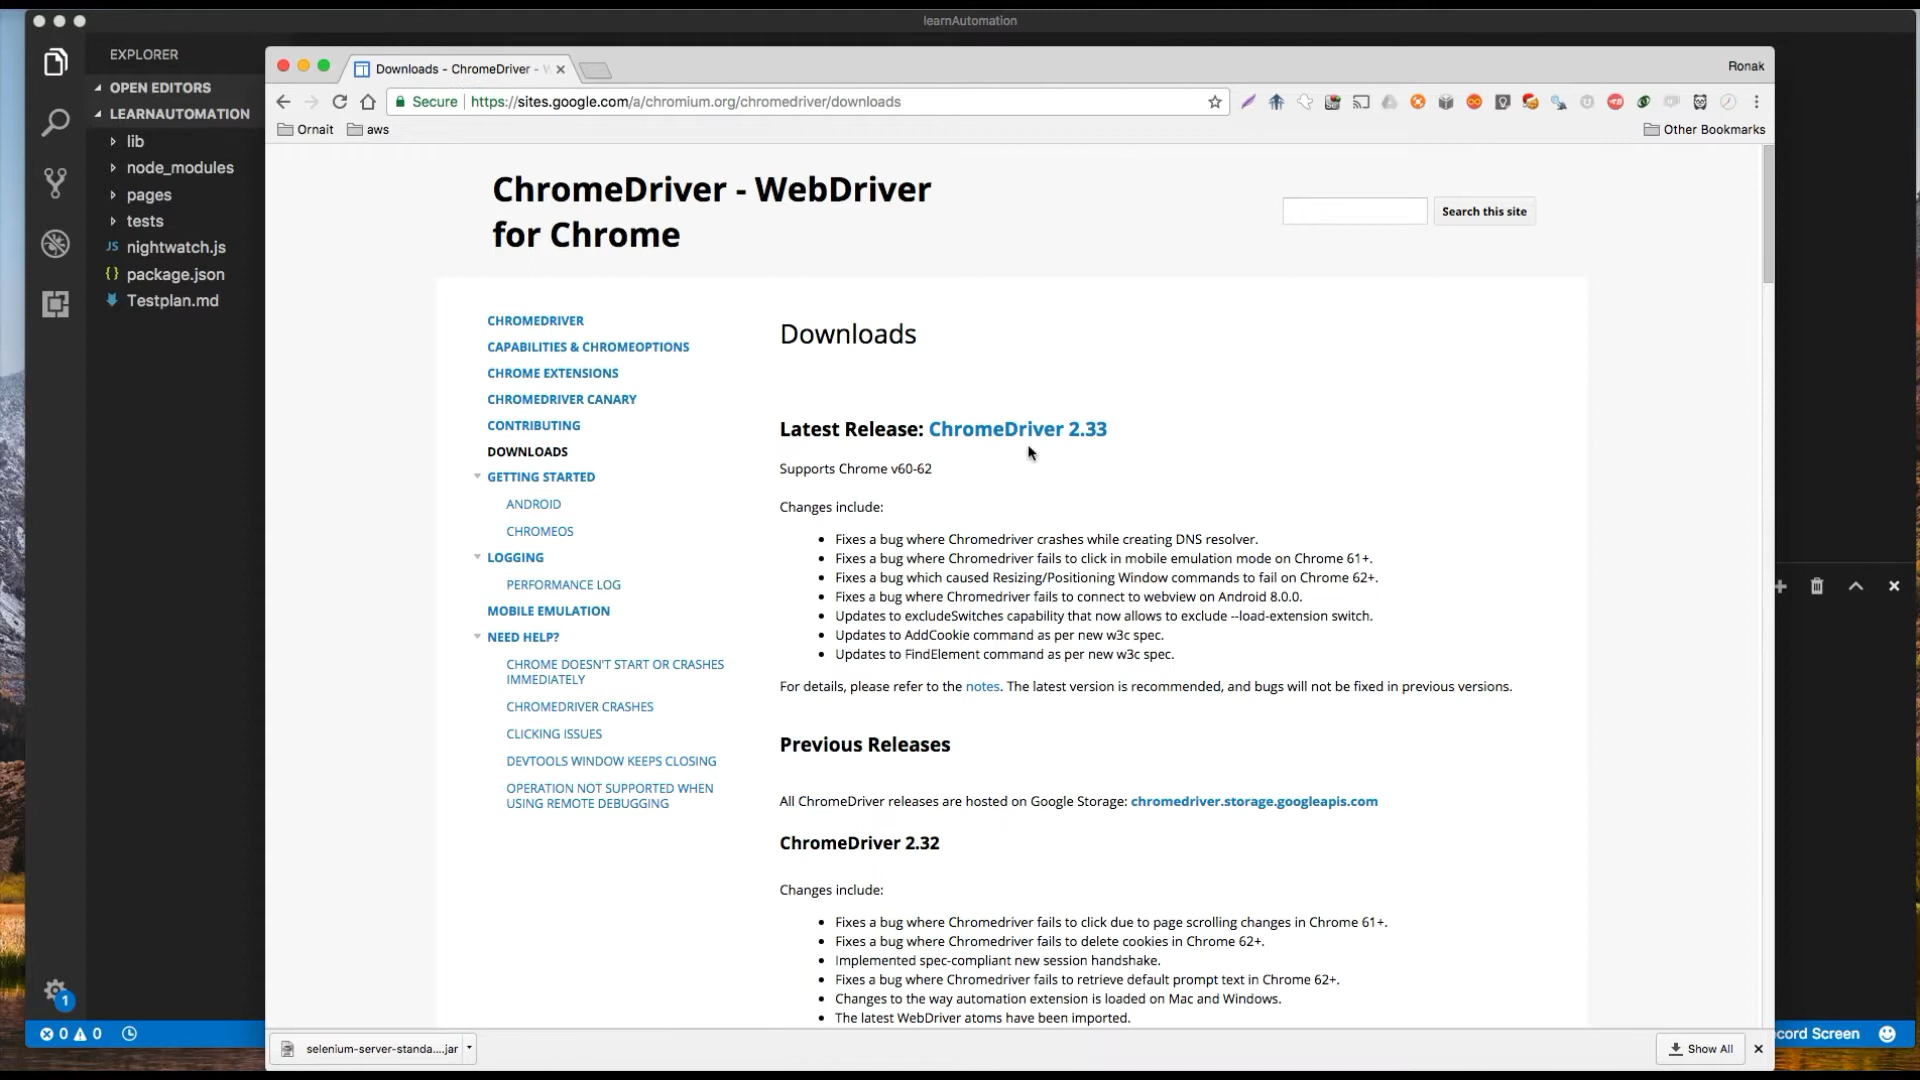 learnAutomation
EXPLORER
OPEN EDITORS
LEARNAUTOMATION
lib
node_modules
pages
tests
JS nightwatch.js
{ } package.json
Testplan.md
1
0 0
Downloads - ChromeDriver -
Ronak
Secure https://sites.google.com/a/chromium.org/chromedriver/downloads
Ornait aws Other Bookmarks
ChromeDriver - WebDriver
for Chrome
Search this site
CHROMEDRIVER
CAPABILITIES & CHROMEOPTIONS
CHROME EXTENSIONS
CHROMEDRIVER CANARY
CONTRIBUTING
DOWNLOADS
GETTING STARTED
ANDROID
CHROMEOS
LOGGING
PERFORMANCE LOG
MOBILE EMULATION
NEED HELP?
CHROME DOESN'T START OR CRASHES
IMMEDIATELY
CHROMEDRIVER CRASHES
CLICKING ISSUES
DEVTOOLS WINDOW KEEPS CLOSING
OPERATION NOT SUPPORTED WHEN
USING REMOTE DEBUGGING
Downloads
Latest Release: ChromeDriver 2.33
Supports Chrome v60-62
Changes include:
• Fixes a bug where Chromedriver crashes while creating DNS resolver.
• Fixes a bug where Chromedriver fails to click in mobile emulation mode on Chrome 61+.
• Fixes a bug which caused Resizing/Positioning Window commands to fail on Chrome 62+.
• Fixes a bug where Chromedriver fails to connect to webview on Android 8.0.0.
• Updates to excludeSwitches capability that now allows to exclude --load-extension switch.
• Updates to AddCookie command as per new w3c spec.
• Updates to FindElement command as per new w3c spec.
For details, please refer to the notes. The latest version is recommended, and bugs will not be fixed in previous versions.
Previous Releases
All ChromeDriver releases are hosted on Google Storage: chromedriver.storage.googleapis.com
ChromeDriver 2.32
Changes include:
• Fixes a bug where Chromedriver fails to click due to page scrolling changes in Chrome 61+.
• Fixes a bug where Chromedriver fails to delete cookies in Chrome 62+.
• Implemented spec-compliant new session handshake.
• Fixes a bug where Chromedriver fails to retrieve default prompt text in Chrome 62+.
• Changes to the way automation extension is loaded on Mac and Windows.
• The latest WebDriver atoms have been imported.
selenium-server-standa....jar
Show All
cord Screen